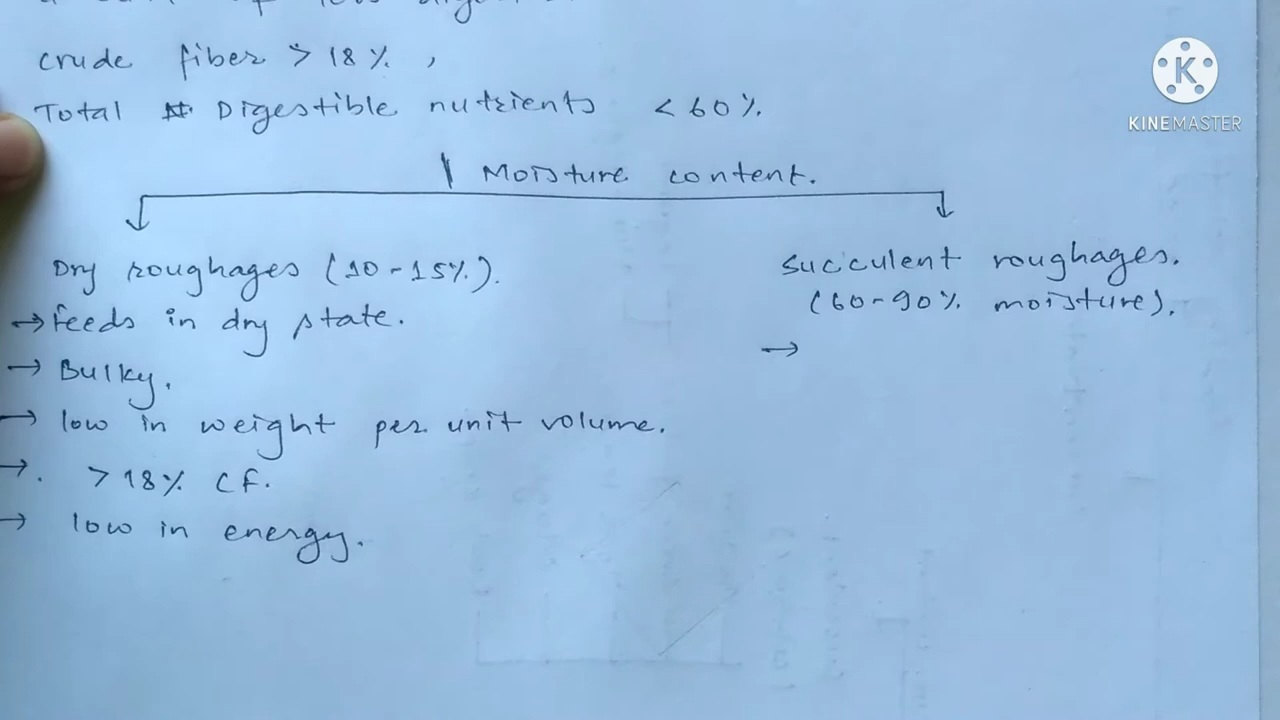 crude fiber > 18%,
Total N. Digestible nutrients < 60%.
Moisture content.
Dry roughages (10-15%).
→ feeds in dry state.
→ Bulky.
→ low in weight per unit volume.
→. > 18% CF.
→ low in energy.
succulent roughages.
(60-90% moisture).
→
K
KINEMASTER